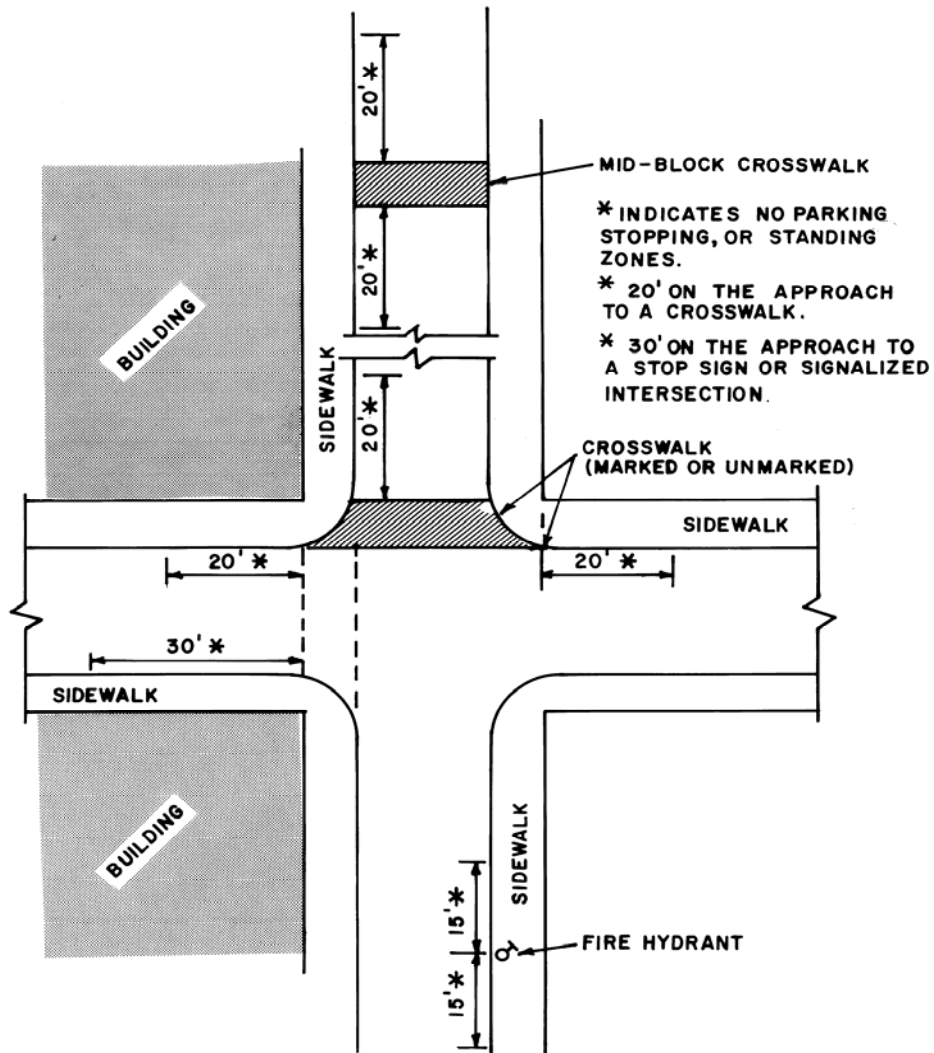 20'*
MID-BLOCK CROSSWALK
* INDICATES NO PARKING
STOPPING, OR STANDING
ZONES.
20'*
* 20' ON THE APPROACH
TO A CROSSWALK.
BUILDING
* 30' ON THE APPROACH TO
A STOP SIGN OR SIGNALIZED
INTERSECTION.
SIDEWALK
20'*
CROSSWALK
(MARKED OR UNMARKED)
SIDEWALK
20'*
20'*
30'*
SIDEWALK
BUILDING
SIDEWALK
15'*
FIRE HYDRANT
15'*